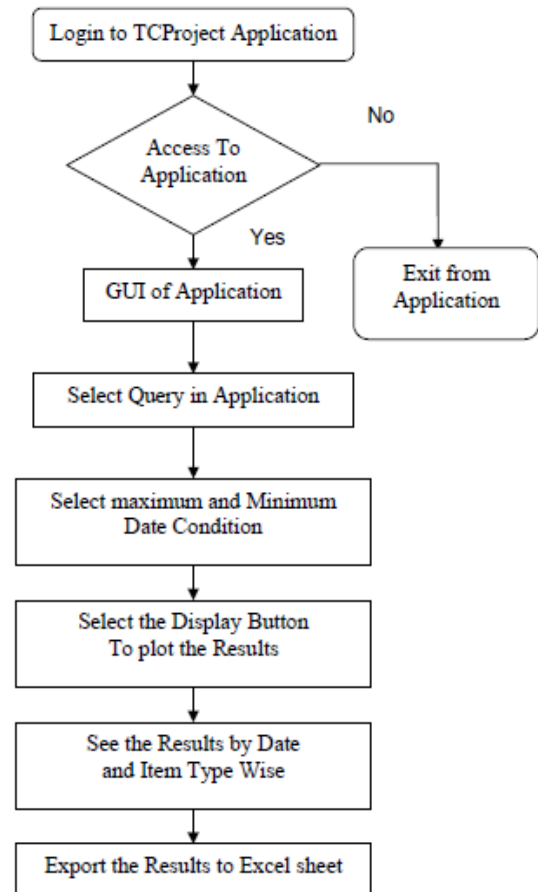 Login to TCProject Application
No
Access To
Application
Yes
Exit from
Application
GUI of Application
Select Query in Application
Select maximum and Minimum
Date Condition
Select the Display Button
To plot the Results
See the Results by Date
and Item Type Wise
Export the Results to Excel sheet